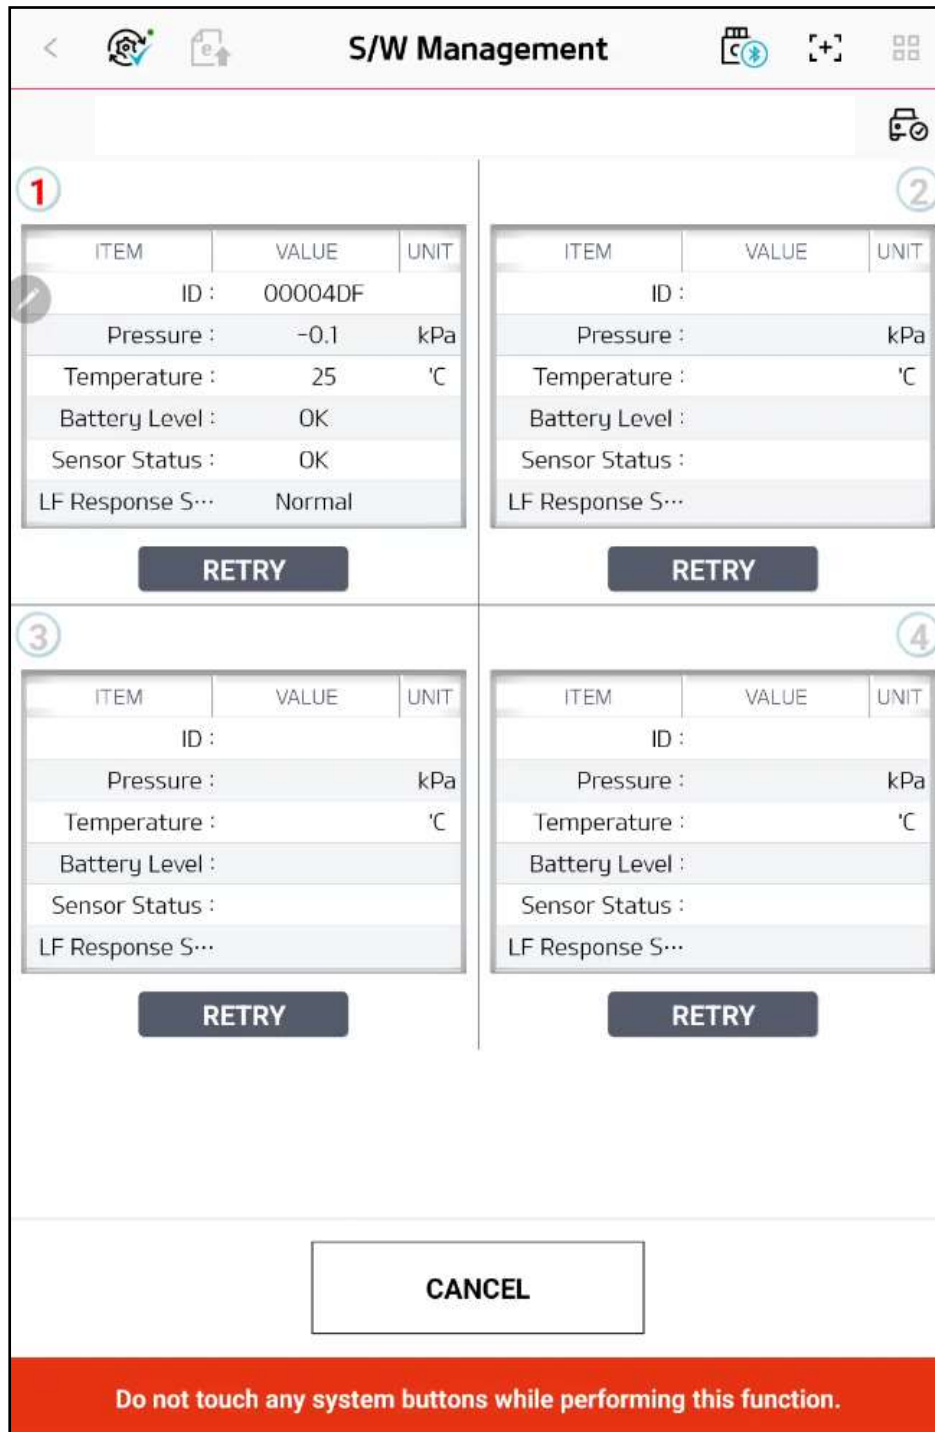 S/W Management
1
ITEM VALUE UNIT
ID : 00004DF
Pressure : -0.1 kPa
Temperature : 25 ℃
Battery Level : OK
Sensor Status : OK
LF Response S··· Normal
RETRY
2
ITEM VALUE UNIT
ID :
Pressure : kPa
Temperature : ℃
Battery Level :
Sensor Status :
LF Response S···
RETRY
3
ITEM VALUE UNIT
ID :
Pressure : kPa
Temperature : ℃
Battery Level :
Sensor Status :
LF Response S···
RETRY
4
ITEM VALUE UNIT
ID :
Pressure : kPa
Temperature : ℃
Battery Level :
Sensor Status :
LF Response S···
RETRY
CANCEL
Do not touch any system buttons while performing this function.